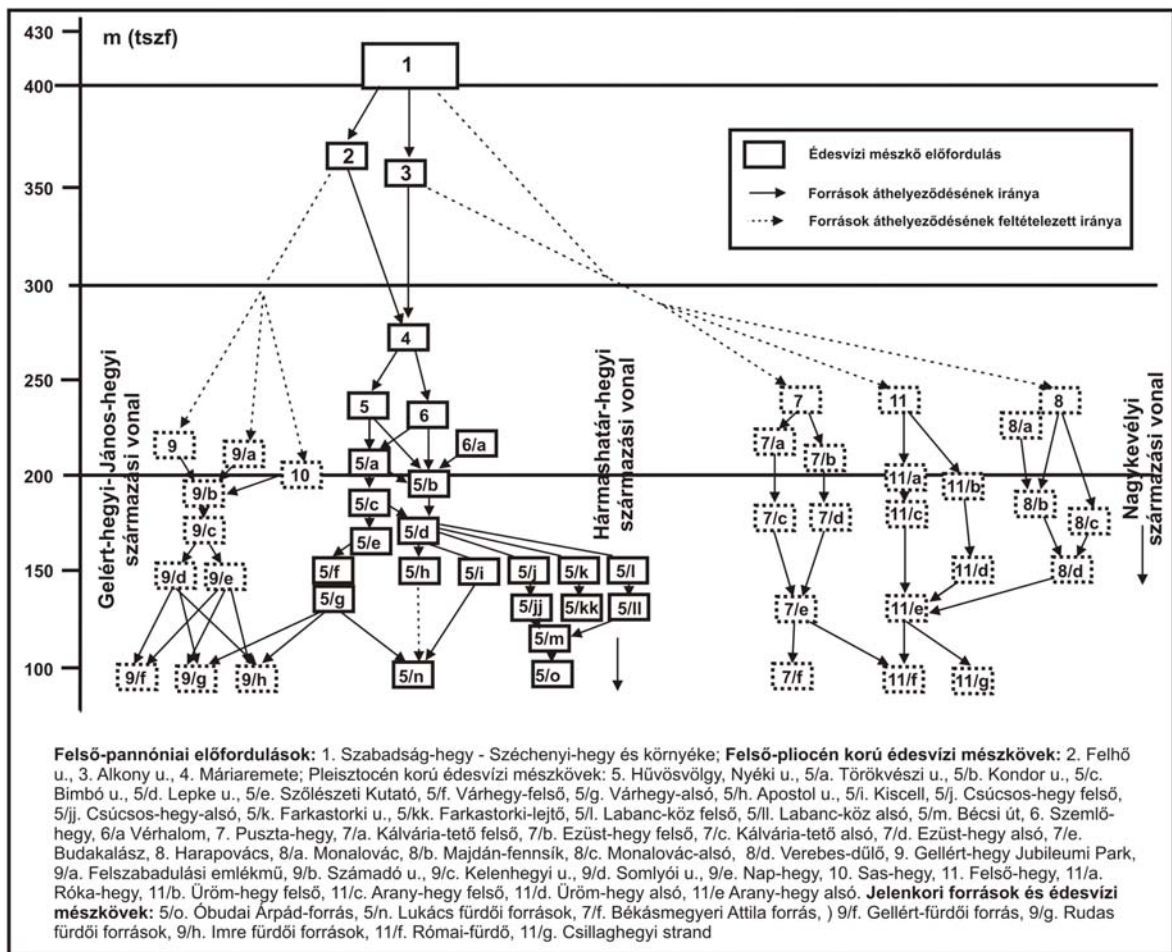 430
m (tszf)
1
400
2
3
350
Édesvízi mészkő előfordulás
Források áthelyeződésének iránya
Források áthelyeződésének feltételezett iránya
300
4
250
5
6
7
11
8
9
9/a
10
5/a
6/a
7/a
7/b
8/a
200
9/b
5/b
11/a
11/b
8/b
9/c
5/c
5/d
7/c
7/d
11/c
8/c
5/e
150
9/d
9/e
5/f
5/h
5/i
5/j
5/k
5/l
11/d
8/d
5/g
5/jj
5/kk
5/ll
7/e
11/e
5/m
100
9/f
9/g
9/h
5/n
5/o
7/f
11/f
11/g
Gelért-hegyi-János-hegyi
származási vonal
Hármashatár-hegyi
származási vonal
Nagykevélyi
származási vonal
Felső-pannóniai előfordulások: 1. Szabadság-hegy - Széchenyi-hegy és környéke; Felső-pliocén korú édesvízi mészkövek: 2. Felhő
u., 3. Alkony u., 4. Máriaremete; Pleisztocén korú édesvízi mészkövek: 5. Hűvösvölgy, Nyéki u., 5/a. Törökvészi u., 5/b. Kondor u., 5/c.
Bimbó u., 5/d. Lepke u., 5/e. Szőlészeti Kutató, 5/f. Várhegy-felső, 5/g. Várhegy-alsó, 5/h. Apostol u., 5/i. Kiscell, 5/j. Csúcsos-hegy felső,
5/jj. Csúcsos-hegy-alsó, 5/k. Farkastorki u., 5/kk. Farkastorki-lejtő, 5/l. Labanc-köz felső, 5/ll. Labanc-köz alsó, 5/m. Bécsi út, 6. Szemlő-
hegy, 6/a Vérhalom, 7. Puszta-hegy, 7/a. Kálvária-tető felső, 7/b. Ezüst-hegy felső, 7/c. Kálvária-tető alsó, 7/d. Ezüst-hegy alsó, 7/e.
Budakalász, 8. Harapovács, 8/a. Monalovác, 8/b. Majdán-fennsík, 8/c. Monalovác-alsó, 8/d. Verebes-dűlő, 9. Gellért-hegy Jubileumi Park,
9/a. Felszabadulási emlékmű, 9/b. Számadó u., 9/c. Kelenhegyi u., 9/d. Somlyói u., 9/e. Nap-hegy, 10. Sas-hegy, 11. Felső-hegy, 11/a.
Róka-hegy, 11/b. Üröm-hegy felső, 11/c. Arany-hegy felső, 11/d. Üröm-hegy alsó, 11/e Arany-hegy alsó. Jelenkori források és édesvízi
mészkövek: 5/o. Óbudai Árpád-forrás, 5/n. Lukács fürdői források, 7/f. Békásmegyeri Attila forrás, ) 9/f. Gellért-fürdői forrás, 9/g. Rudas
fürdői források, 9/h. Imre fürdői források, 11/f. Római-fürdő, 11/g. Csillaghegyi strand